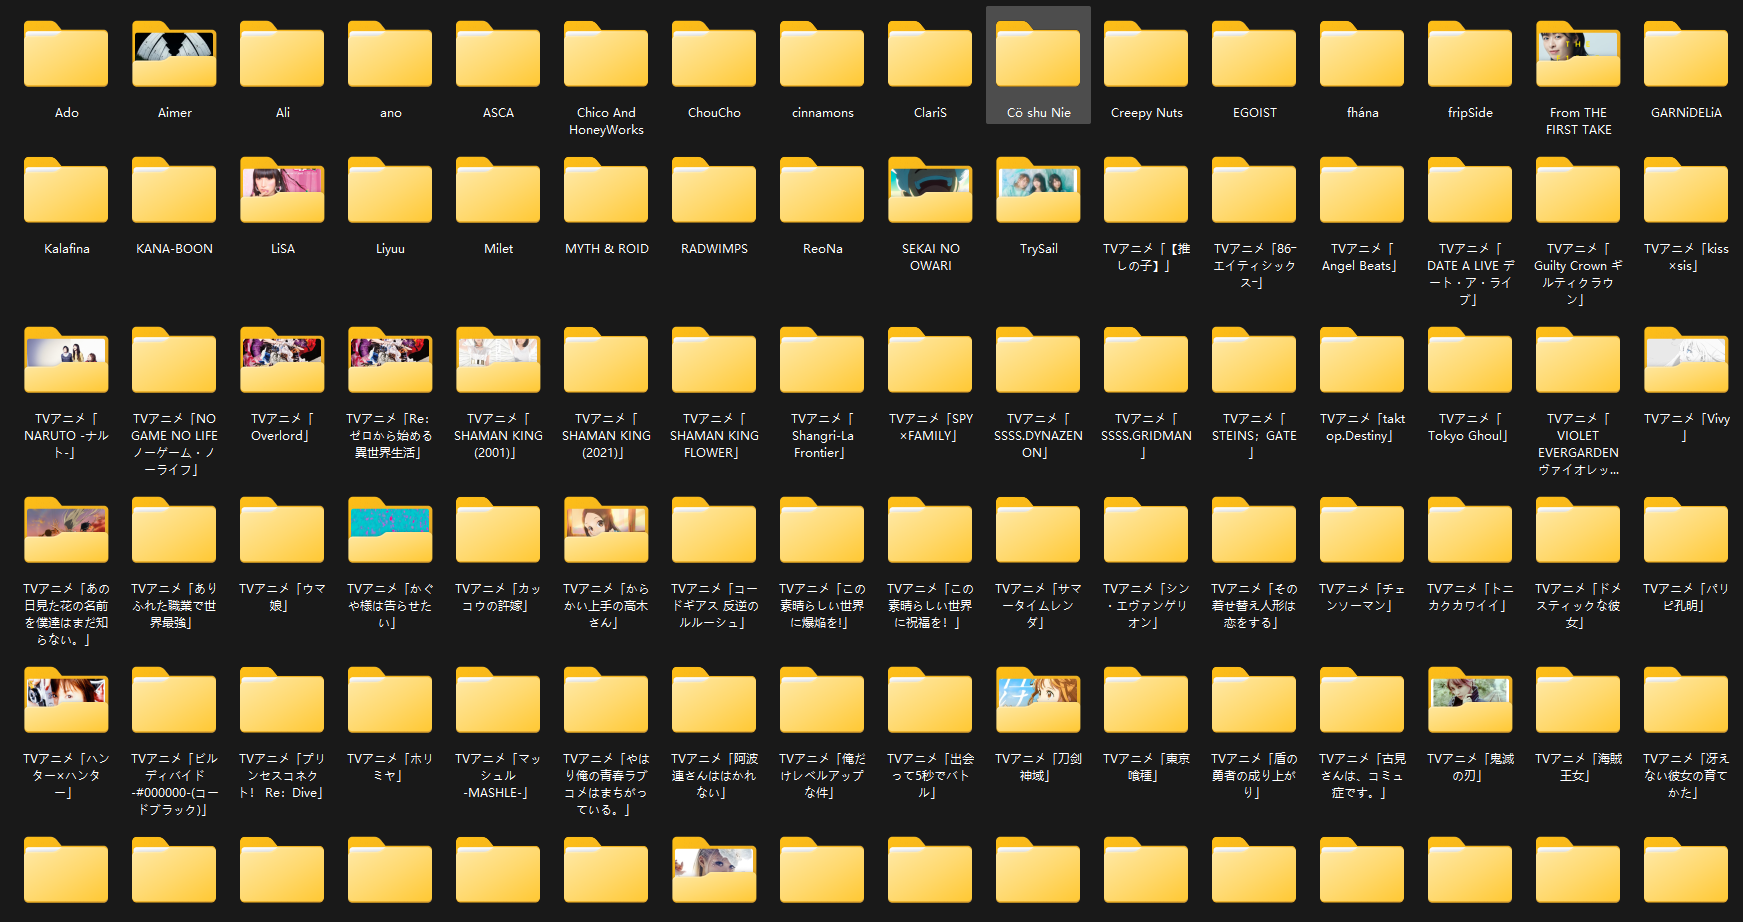 Ado
Aimer
Ali
ano
ASCA
Chico And
HoneyWorks
ChouCho
cinnamons
ClariS
Cö shu Nie
Creepy Nuts
EGOIST
fhána
fripSide
From THE
FIRST TAKE
GARNiDELiA
Kalafina
KANA-BOON
LiSA
Liyuu
Milet
MYTH & ROID
RADWIMPS
ReoNa
SEKAI NO
OWARI
TrySail
TVアニメ「【推
しの子】」
TVアニメ「86-
エイティシック
ス-」
TVアニメ「
Angel Beats」
TVアニメ「
DATE A LIVE デ
ート・ア・ライ
ブ」
TVアニメ「
Guilty Crown ギ
ルティクラウ
ン」
TVアニメ「kiss
×sis」
TVアニメ「
NARUTO -ナル
ト-」
TVアニメ「NO
GAME NO LIFE
ノーゲーム・ノ
ーライフ」
TVアニメ「
Overlord」
TVアニメ「Re:
ゼロから始める
異世界生活」
TVアニメ「
SHAMAN KING
(2001)」
TVアニメ「
SHAMAN KING
(2021)」
TVアニメ「
SHAMAN KING
FLOWER」
TVアニメ「
Shangri-La
Frontier」
TVアニメ「SPY
×FAMILY」
TVアニメ「
SSSS.DYNAZEN
ON」
TVアニメ「
SSSS.GRIDMAN
」
TVアニメ「
STEINS；GATE
」
TVアニメ「takt
op.Destiny」
TVアニメ「
Tokyo Ghoul」
TVアニメ「
VIOLET
EVERGARDEN
ヴァイオレッ...
TVアニメ「Vivy
」
TVアニメ「あの
日見た花の名前
を僕達はまだ知
らない。」
TVアニメ「あり
ふれた職業で世
界最強」
TVアニメ「ウマ
娘」
TVアニメ「かぐ
や様は告らせた
い」
TVアニメ「カッ
コウの許嫁」
TVアニメ「から
かい上手の高木
さん」
TVアニメ「コー
ドギアス 反逆の
ルルーシュ」
TVアニメ「この
素晴らしい世界
に爆焔を!」
TVアニメ「この
素晴らしい世界
に祝福を！」
TVアニメ「サマ
ータイムレン
ダ」
TVアニメ「シン
・エヴァンゲリ
オン」
TVアニメ「その
着せ替え人形は
恋をする」
TVアニメ「チェ
ンソーマン」
TVアニメ「トニ
カクカワイイ」
TVアニメ「ドメ
スティックな彼
女」
TVアニメ「パリ
ピ孔明」
TVアニメ「ハン
ター×ハンタ
ー」
TVアニメ「ビル
ディバイド
-#000000-(コー
ドブラック)」
TVアニメ「プリ
ンセスコネク
ト！ Re：Dive」
TVアニメ「ホリ
ミヤ」
TVアニメ「マッ
シュル
-MASHLE-」
TVアニメ「やは
り俺の青春ラブ
コメはまちがっ
ている。」
TVアニメ「阿波
連さんははかれ
ない」
TVアニメ「俺だ
けレベルアップ
な件」
TVアニメ「出会
って5秒でバト
ル」
TVアニメ「刀剣
神域」
TVアニメ「東京
喰種」
TVアニメ「盾の
勇者の成り上が
り」
TVアニメ「古見
さんは、コミュ
症です。」
TVアニメ「鬼滅
の刃」
TVアニメ「海賊
王女」
TVアニメ「冴え
ない彼女の育て
かた」